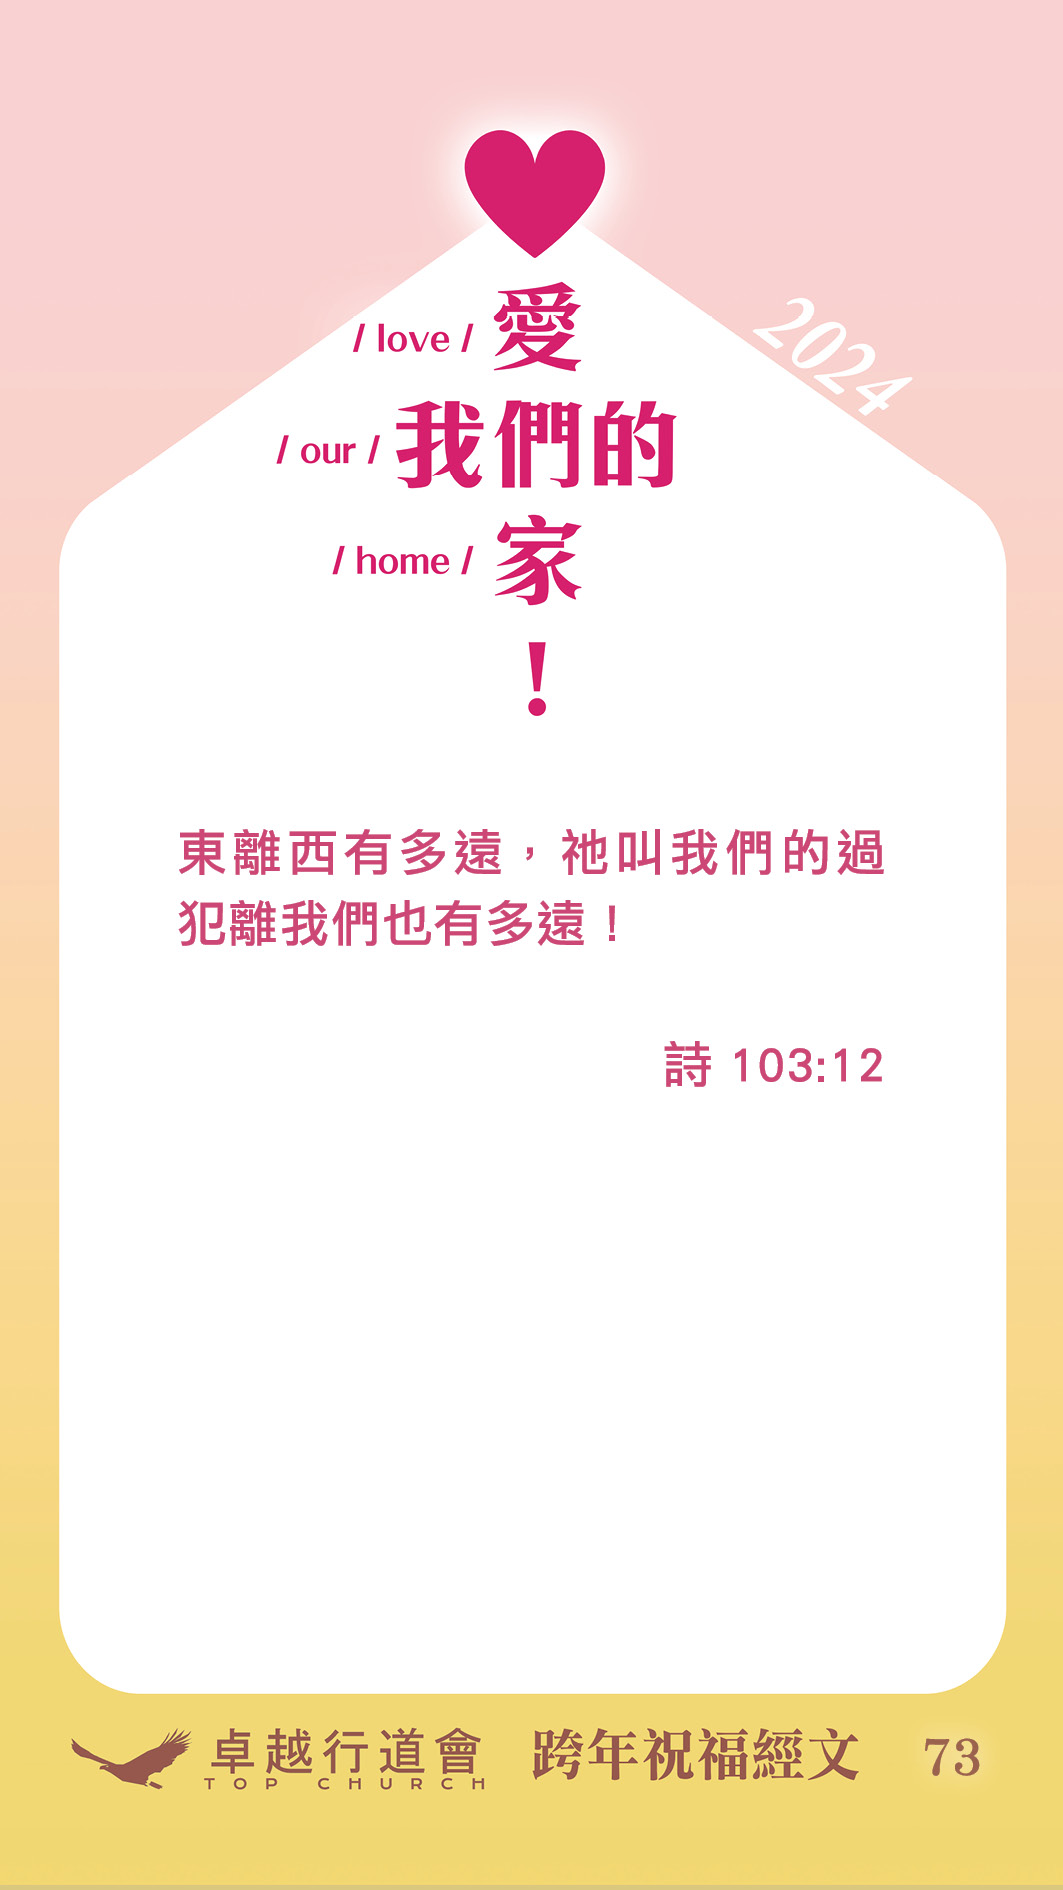 / love / 愛
2024
/ our / 我們的
/ home / 家
!
東離西有多遠，祂叫我們的過
犯離我們也有多遠！
詩 103:12
卓越行道會 跨年祝福經文 73
TOP CHURCH